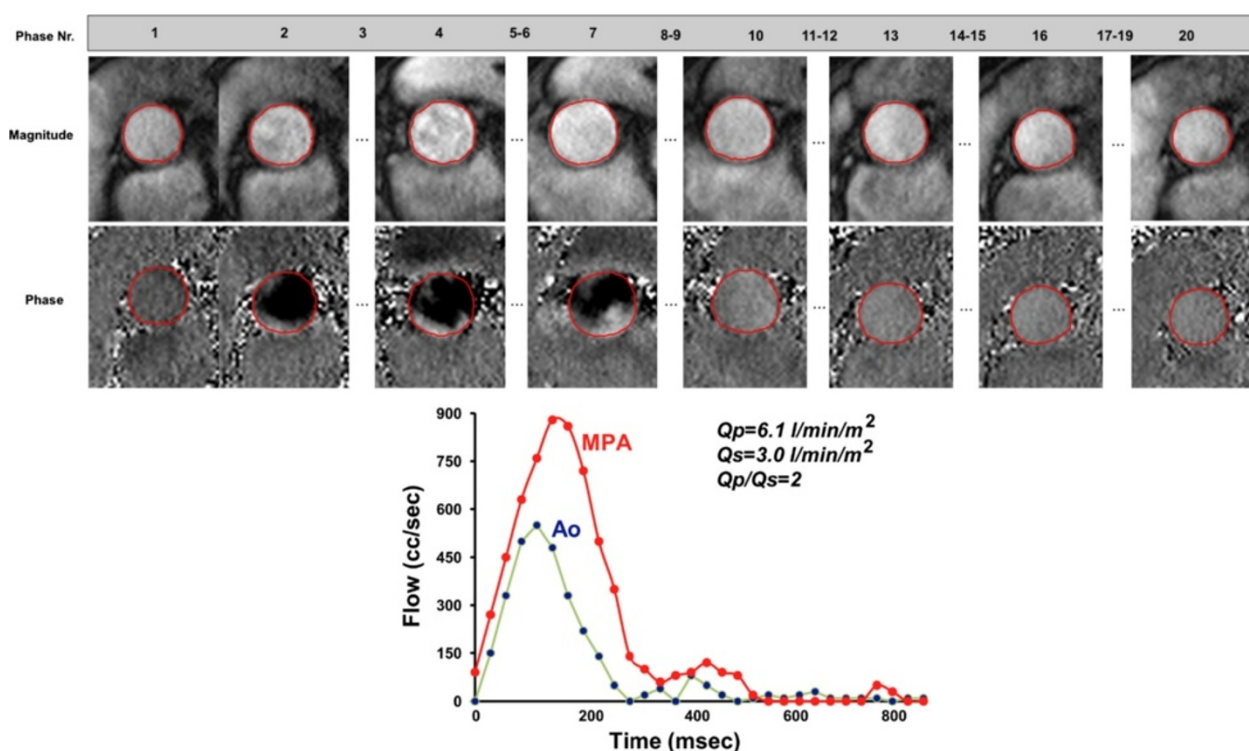 Phase Nr. 1 2 3 4 5-6 7 8-9 10 11-12 13 14-15 16 17-19 20
Magnitude
... ... ... ... ... ...
Phase
... ... ... ... ... ...
900
750
600
450
300
150
0
Flow (cc/sec)
MPA
Ao
Qp=6.1 l/min/m²
Qs=3.0 l/min/m²
Qp/Qs=2
0 200 400 600 800
Time (msec)